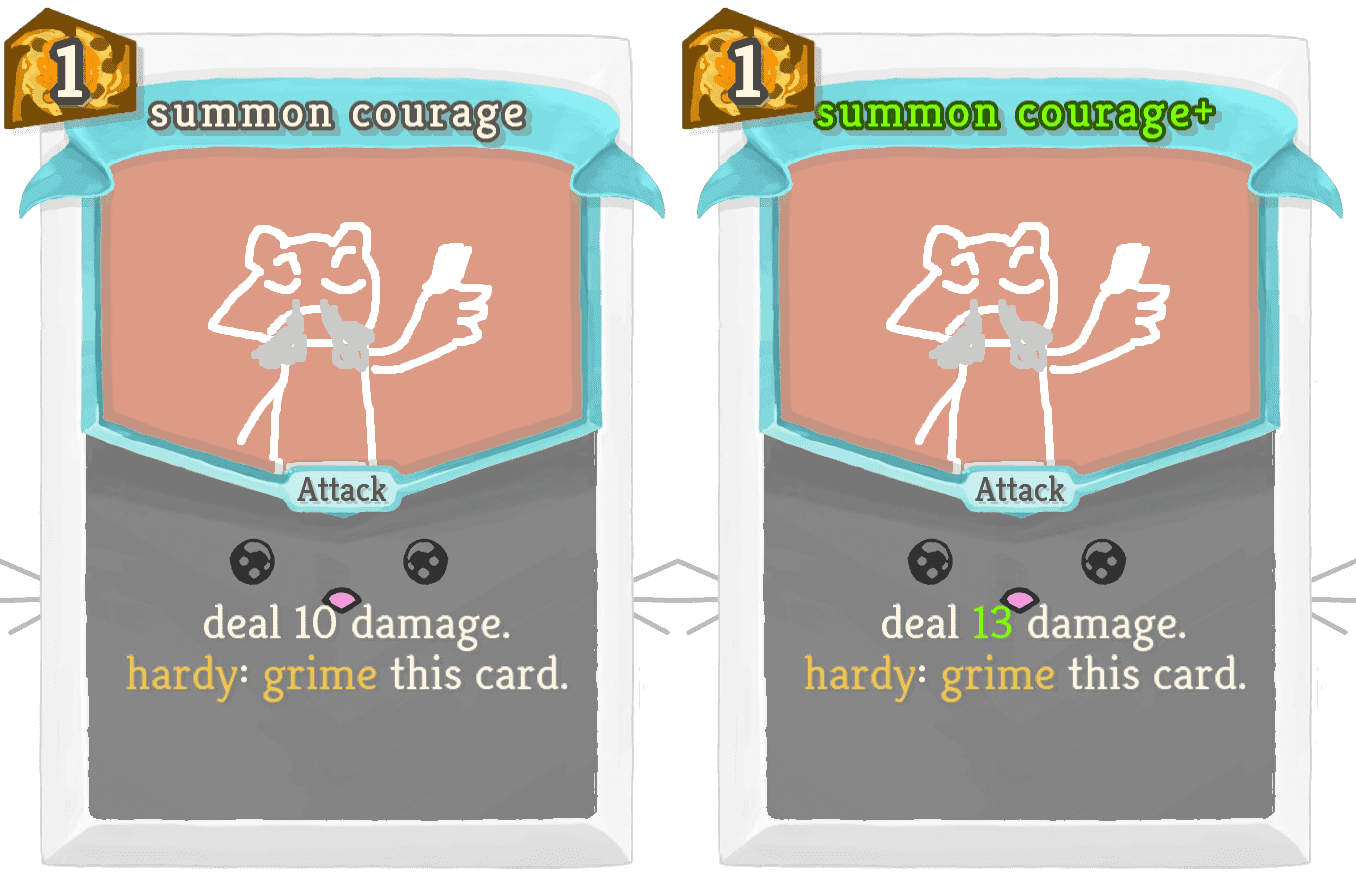 1
summon courage
Attack
deal 10 damage.
hardy: grime this card.
1
summon courage+
Attack
deal 13 damage.
hardy: grime this card.